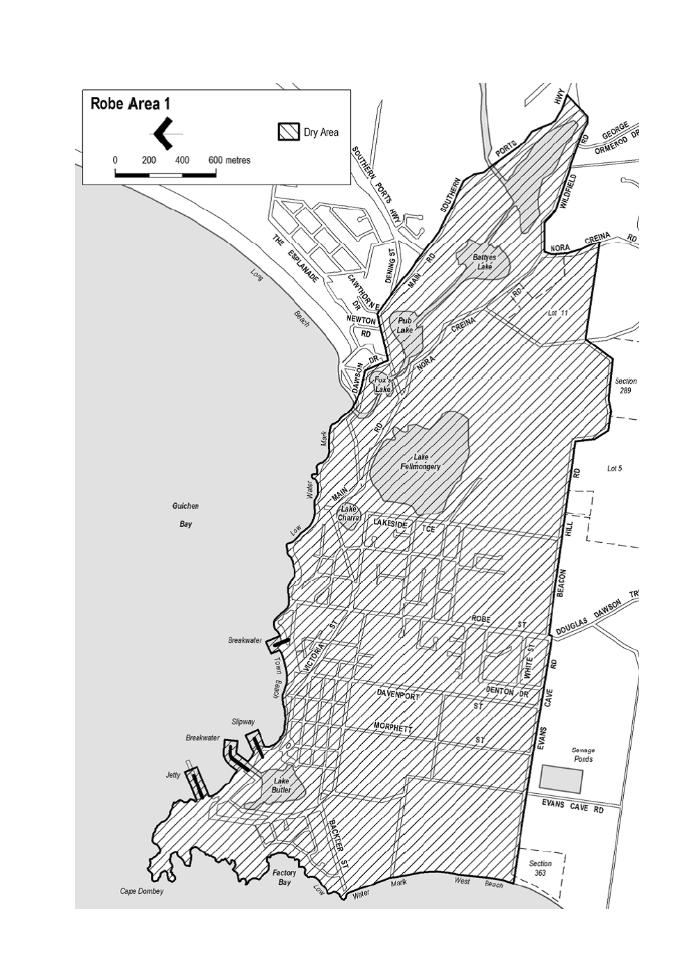 Robe Area 1
Dry Area
0 200 400 600 metres
HWY
PORTS
SOUTHERN
GEORGE
ORMEROD DR
RD
WILDFIELD
SOUTHERN PORTS HWY
NORA CREINA RD
THE ESPLANADE
DENING ST
MAIN RD
Battyes
Lake
Long
Beach
CAWTHORNE
DR
NEWTON
RD
Pub
Lake
NORA CREINA
RD
Lot 11
DAWSON DR
Fox's
Lake
Section
289
RD
MAIN
Mark
Water
Low
Lake
Fellmongery
Lot 5
Guichen
Bay
Lake
Charra
LAKESIDE TCE
BEACON HILL RD
ROBE ST
DOUGLAS DAWSON TR
Breakwater
Town Beach
VICTORIA ST
WHITE ST
DENTON DR
DAVENPORT ST
EVANS CAVE RD
MORPHETT ST
Slipway
Breakwater
Jetty
Lake
Butler
Sewage
Ponds
EVANS CAVE RD
BACKLER ST
Factory
Bay
Section
363
Cape Dombey
Low Water Mark West Beach